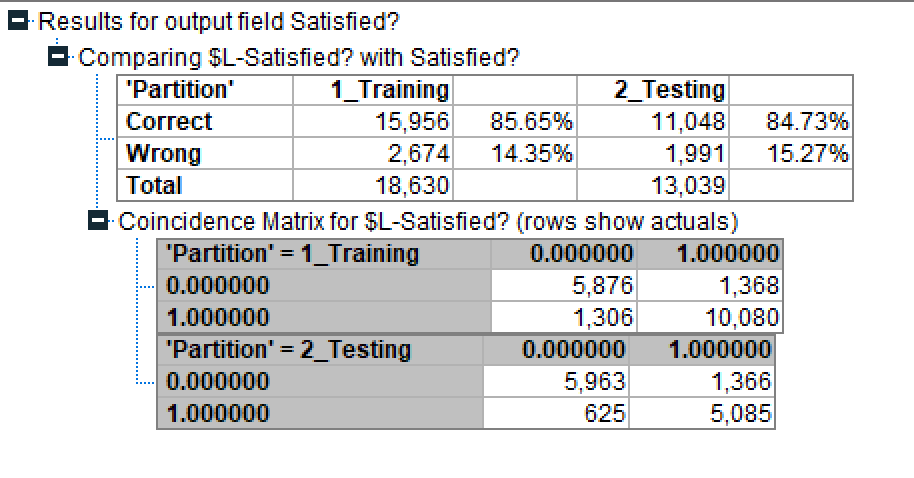 Results for output field Satisfied?
Comparing $L-Satisfied? with Satisfied?
'Partition' 1_Training 2_Testing
Correct 15,956 85.65% 11,048 84.73%
Wrong 2,674 14.35% 1,991 15.27%
Total 18,630 13,039
Coincidence Matrix for $L-Satisfied? (rows show actuals)
'Partition' = 1_Training 0.000000 1.000000
0.000000 5,876 1,368
1.000000 1,306 10,080
'Partition' = 2_Testing 0.000000 1.000000
0.000000 5,963 1,366
1.000000 625 5,085